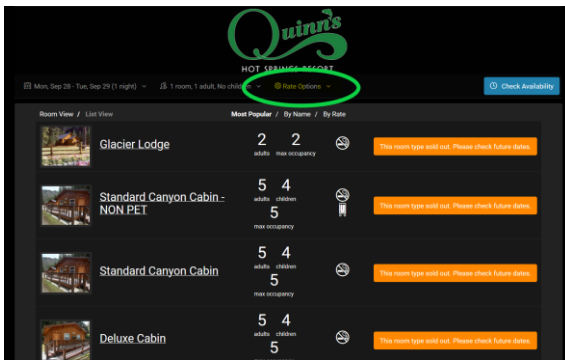 Quinn's
HOT SPRINGS RESORT
Mon, Sep 28 - Tue, Sep 29 (1 night)
1 room, 1 adult, No children
Rate Options
Check Availability
Room View / List View
Most Popular / By Name / By Rate
Glacier Lodge
2 2
adults max occupancy
This room type sold out. Please check future dates.
Standard Canyon Cabin -
NON PET
5 4
adults children
5
max occupancy
This room type sold out. Please check future dates.
Standard Canyon Cabin
5 4
adults children
5
max occupancy
This room type sold out. Please check future dates.
Deluxe Cabin
5 4
adults children
5
max occupancy
This room type sold out. Please check future dates.